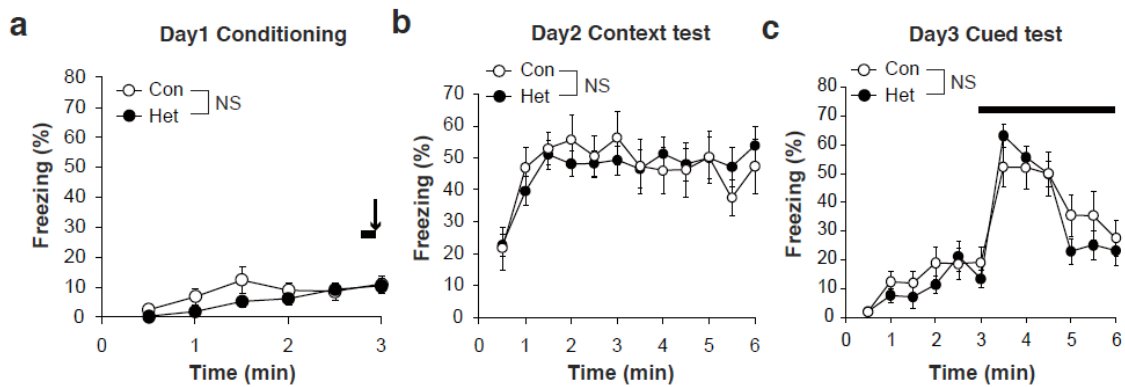 a
Day1 Conditioning
Con
Het
NS
Freezing (%)
80
70
60
50
40
30
20
10
0
0 1 2 3
Time (min)
b
Day2 Context test
Con
Het
NS
Freezing (%)
70
60
50
40
30
20
10
0
0 1 2 3 4 5 6
Time (min)
c
Day3 Cued test
Con
Het
NS
Freezing (%)
80
70
60
50
40
30
20
10
0
0 1 2 3 4 5 6
Time (min)